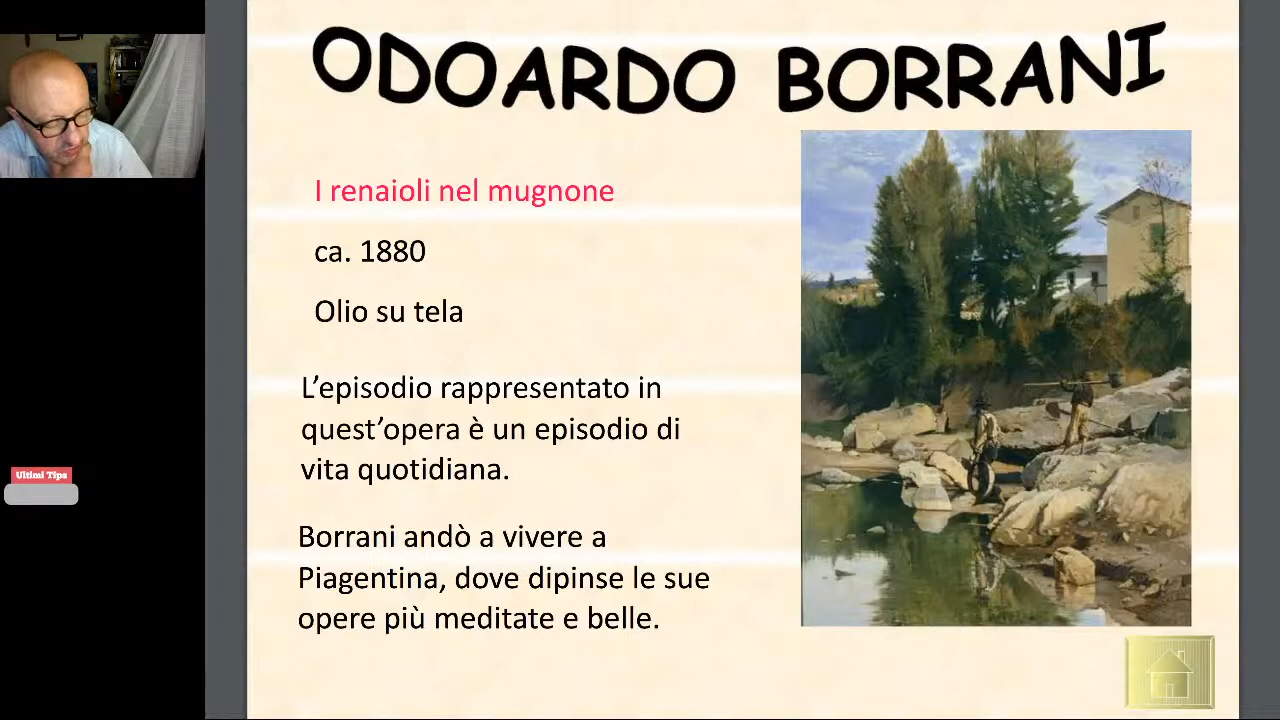 ODOARDO BORRANI
I renaioli nel mugnone
ca. 1880
Olio su tela
L’episodio rappresentato in
quest’opera è un episodio di
vita quotidiana.
Borrani andò a vivere a
Piagentina, dove dipinse le sue
opere più meditate e belle.
Ultimi Tips